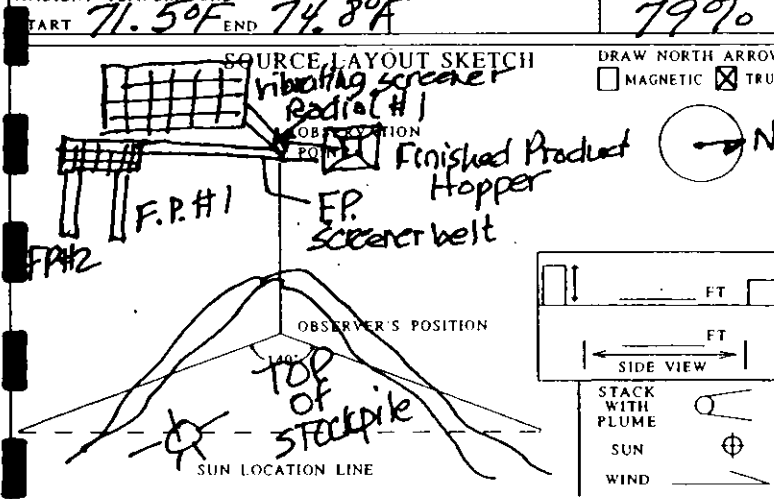 START 71.5°F END 74.8°F
79%
SOURCE LAYOUT SKETCH
DRAW NORTH ARROW
MAGNETIC TRU
vibrating screener
Radial #1
OBSERVATION
POINT
Finished Product
Hopper
N
F.P. #1
F.P.
screener belt
FP#2
FT
OBSERVER'S POSITION
FT
140°
SIDE VIEW
TOP
OF
STOCKpile
STACK
WITH
PLUME
SUN
SUN LOCATION LINE
WIND